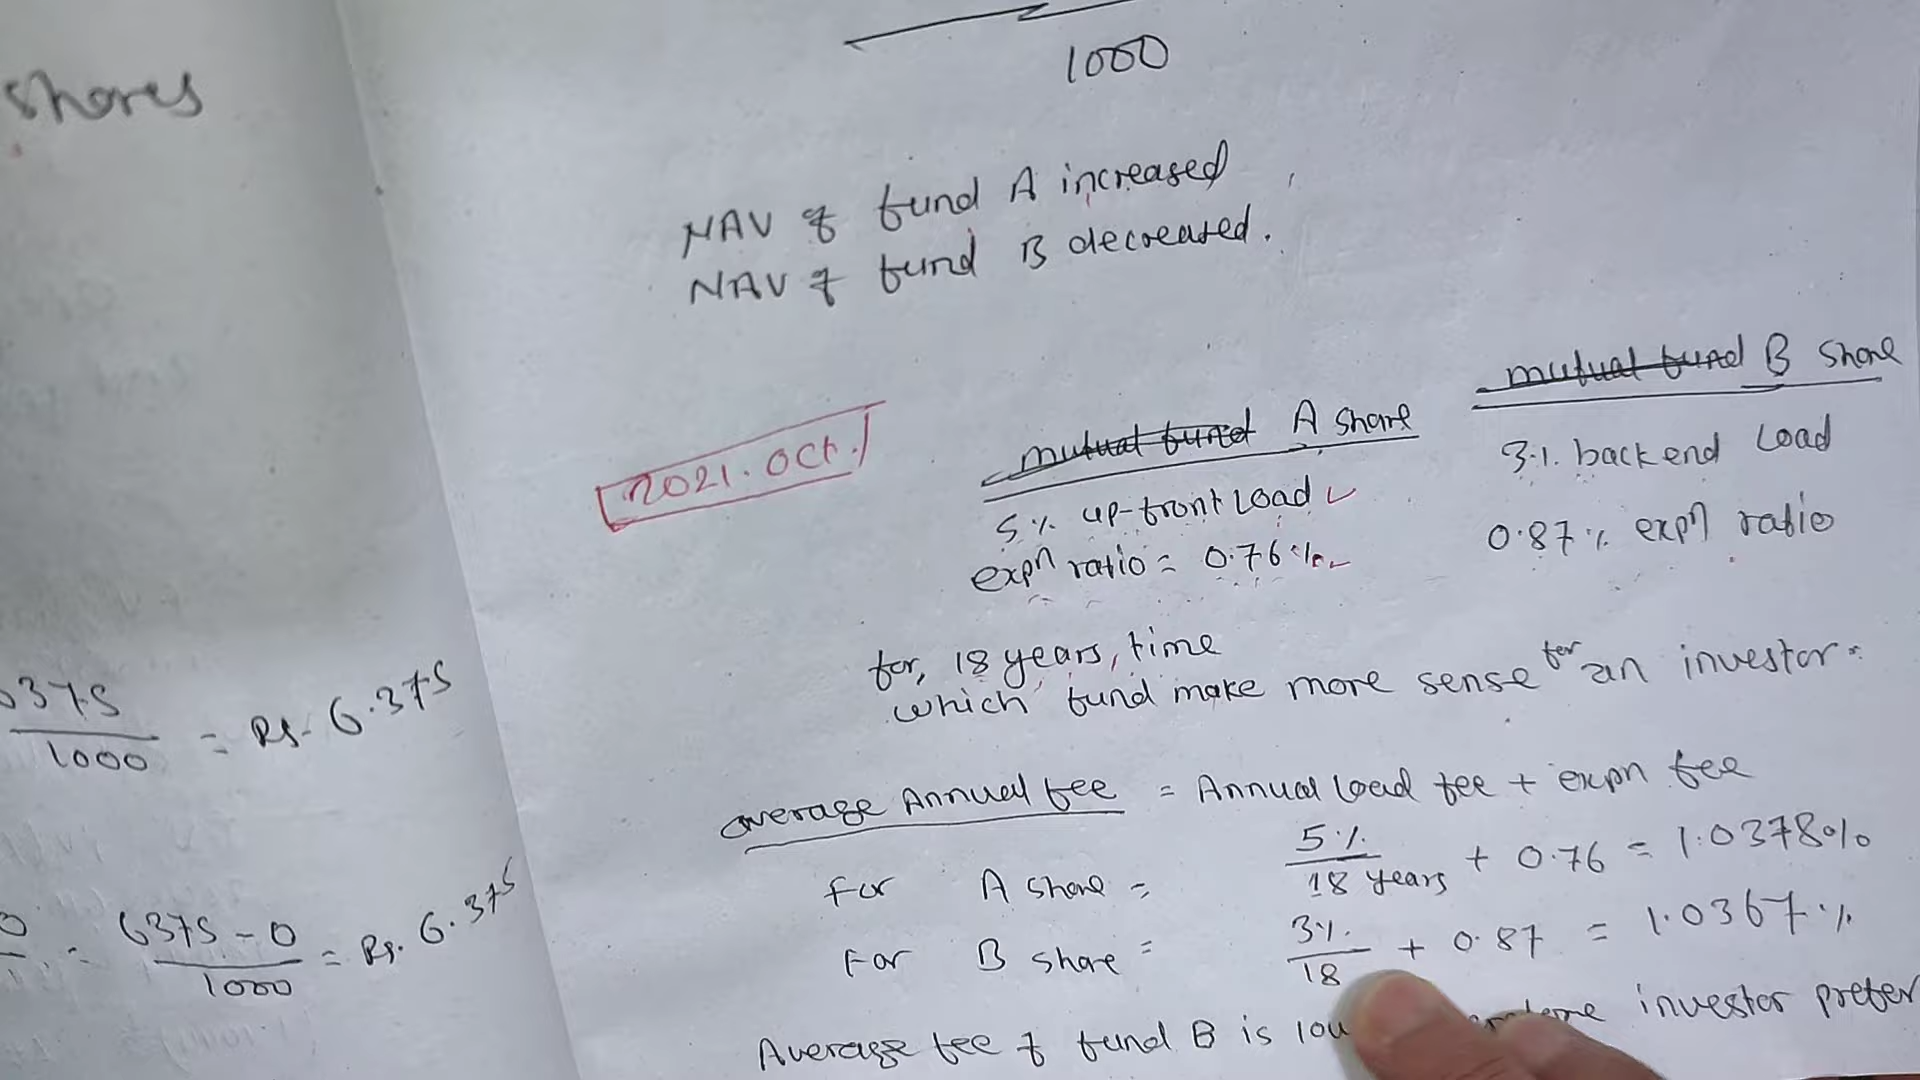 shares
1000
NAV of fund A increased
NAV of fund B decreased.
2021. Oct.
mutual fund A share
5% up-front Load
expn ratio = 0.76%
mutual fund B share
3% backend Load
0.87% expn ratio
for, 18 years, time
which fund make more sense for an investor
average Annual fee = Annual load fee + expn fee
For A share = 5% / 18 years + 0.76 = 1.0378%
For B share = 3% / 18 + 0.87 = 1.0367%
Average fee of fund B is
investor prefer
375 / 1000 = Rs. 6.375
= 6375 - 0 / 1000 = Rs. 6.375